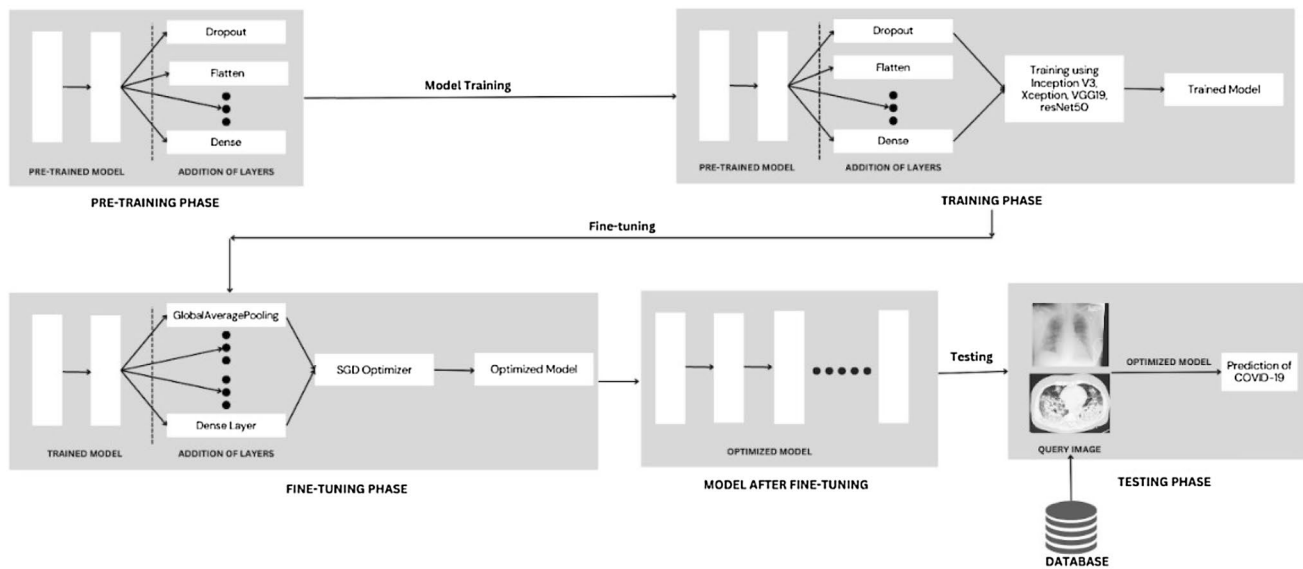 Dropout
Flatten
Dense
PRE-TRAINED MODEL
ADDITION OF LAYERS
PRE-TRAINING PHASE
Model Training
Dropout
Flatten
Dense
PRE-TRAINED MODEL
ADDITION OF LAYERS
Training using
Inception V3,
Xception, VGG19,
resNet50
Trained Model
TRAINING PHASE
Fine-tuning
GlobalAveragePooling
Dense Layer
TRAINED MODEL
ADDITION OF LAYERS
SGD Optimizer
Optimized Model
FINE-TUNING PHASE
OPTIMIZED MODEL
MODEL AFTER FINE-TUNING
Testing
QUERY IMAGE
OPTIMIZED MODEL
Prediction of
COVID-19
TESTING PHASE
DATABASE